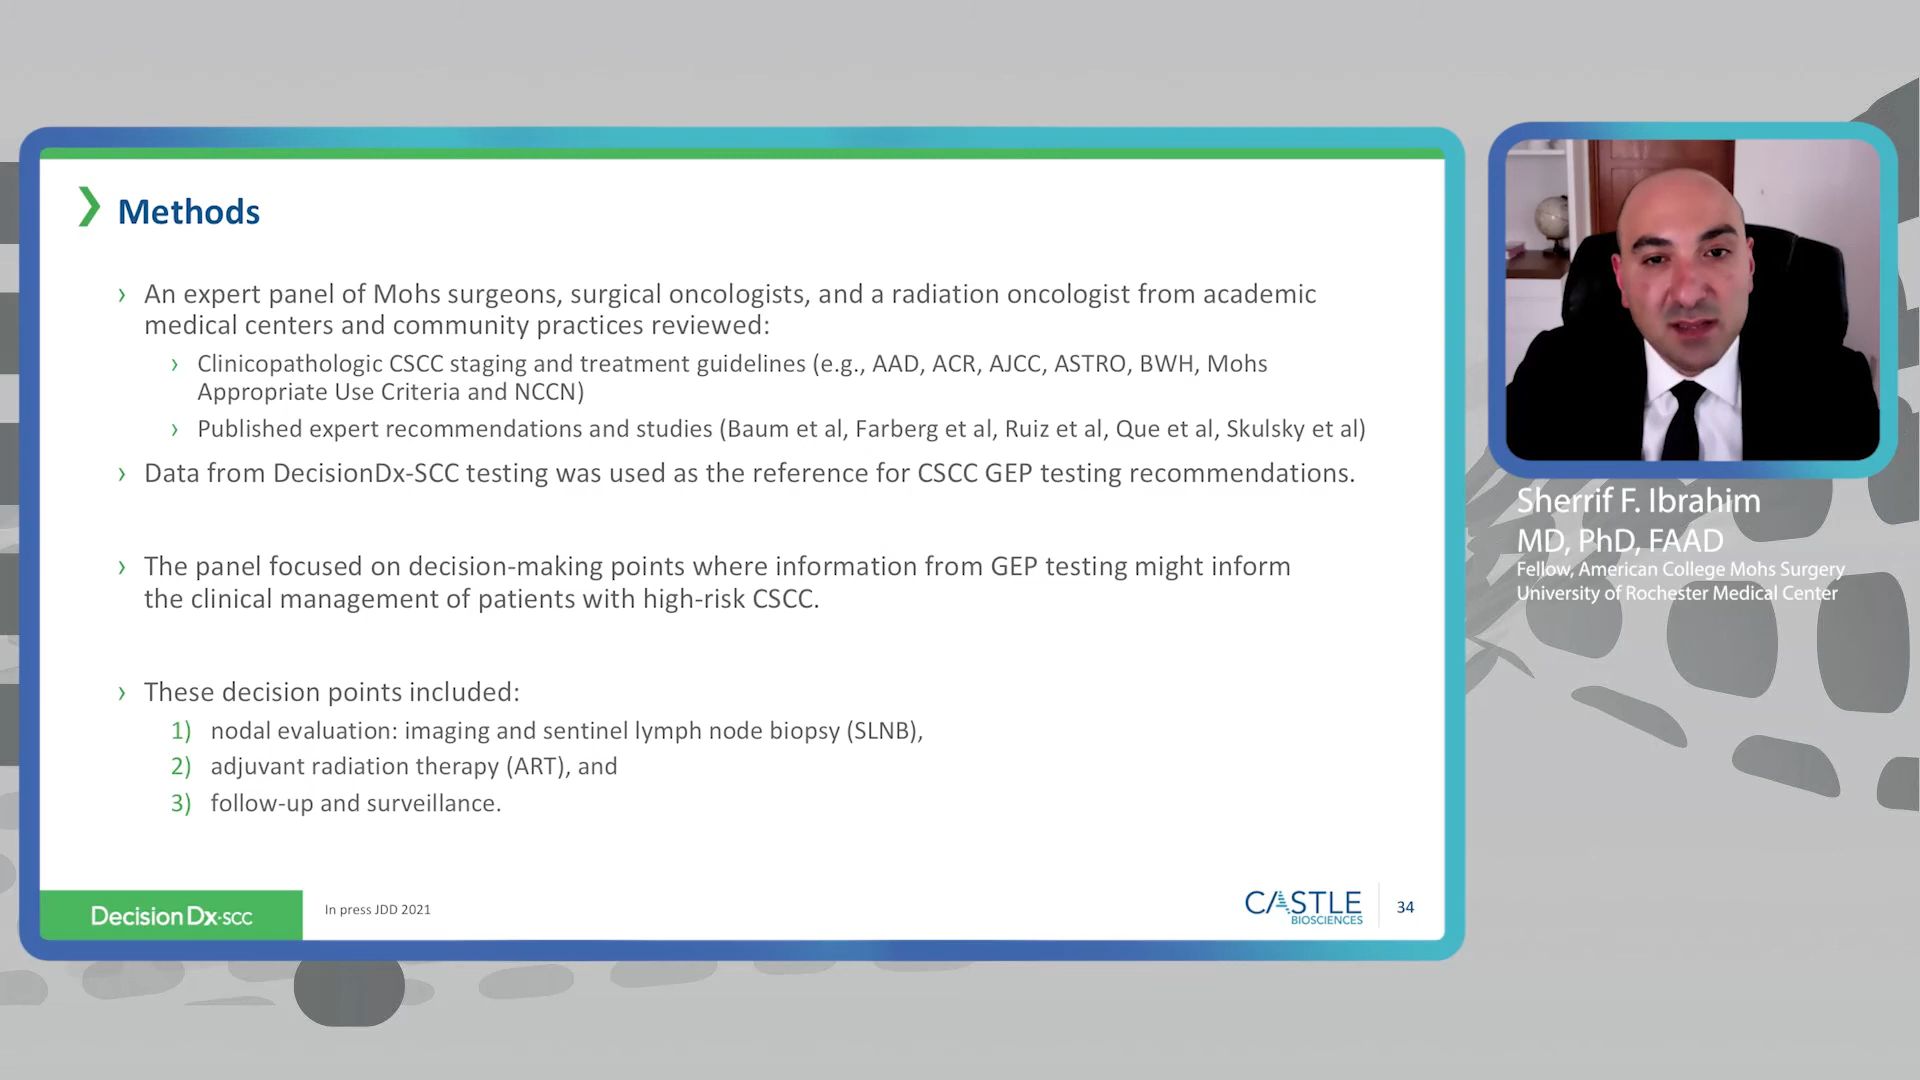 Methods
An expert panel of Mohs surgeons, surgical oncologists, and a radiation oncologist from academic
medical centers and community practices reviewed:
Clinicopathologic CSCC staging and treatment guidelines (e.g., AAD, ACR, AJCC, ASTRO, BWH, Mohs
Appropriate Use Criteria and NCCN)
Published expert recommendations and studies (Baum et al, Farberg et al, Ruiz et al, Que et al, Skulsky et al)
Data from DecisionDx-SCC testing was used as the reference for CSCC GEP testing recommendations.
The panel focused on decision-making points where information from GEP testing might inform
the clinical management of patients with high-risk CSCC.
These decision points included:
1) nodal evaluation: imaging and sentinel lymph node biopsy (SLNB),
2) adjuvant radiation therapy (ART), and
3) follow-up and surveillance.
DecisionDx·SCC
In press JDD 2021
CASTLE
BIOSCIENCES
34
Sherrif F. Ibrahim
MD, PhD, FAAD
Fellow, American College Mohs Surgery
University of Rochester Medical Center